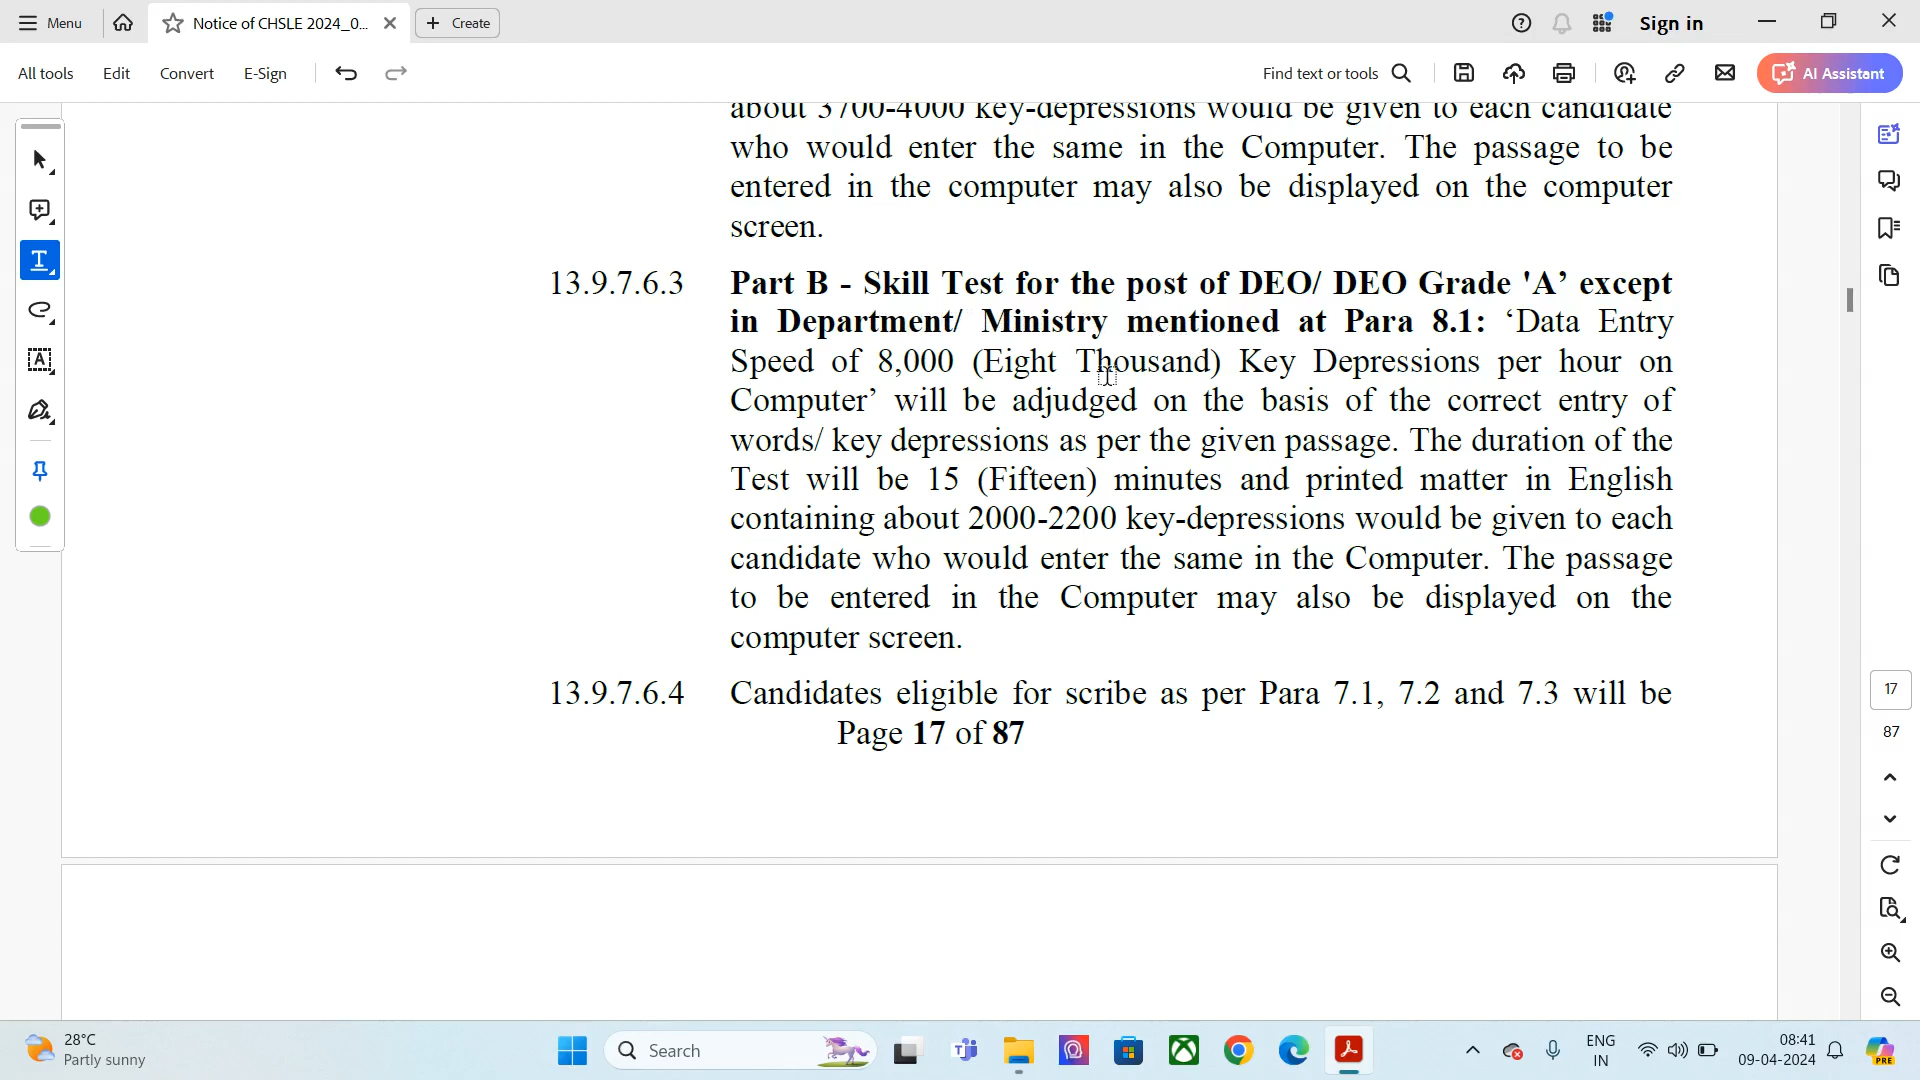 Menu
Notice of CHSLE 2024_0...
Create
Sign in
All tools
Edit
Convert
E-Sign
Find text or tools
AI Assistant
about 3700-4000 key-depressions would be given to each candidate
who would enter the same in the Computer. The passage to be
entered in the computer may also be displayed on the computer
screen.
13.9.7.6.3 Part B - Skill Test for the post of DEO/ DEO Grade 'A’ except
in Department/ Ministry mentioned at Para 8.1: ‘Data Entry
Speed of 8,000 (Eight Thousand) Key Depressions per hour on
Computer’ will be adjudged on the basis of the correct entry of
words/ key depressions as per the given passage. The duration of the
Test will be 15 (Fifteen) minutes and printed matter in English
containing about 2000-2200 key-depressions would be given to each
candidate who would enter the same in the Computer. The passage
to be entered in the Computer may also be displayed on the
computer screen.
13.9.7.6.4 Candidates eligible for scribe as per Para 7.1, 7.2 and 7.3 will be
Page 17 of 87
17
87
28°C
Partly sunny
Search
ENG
IN
08:41
09-04-2024
PRE